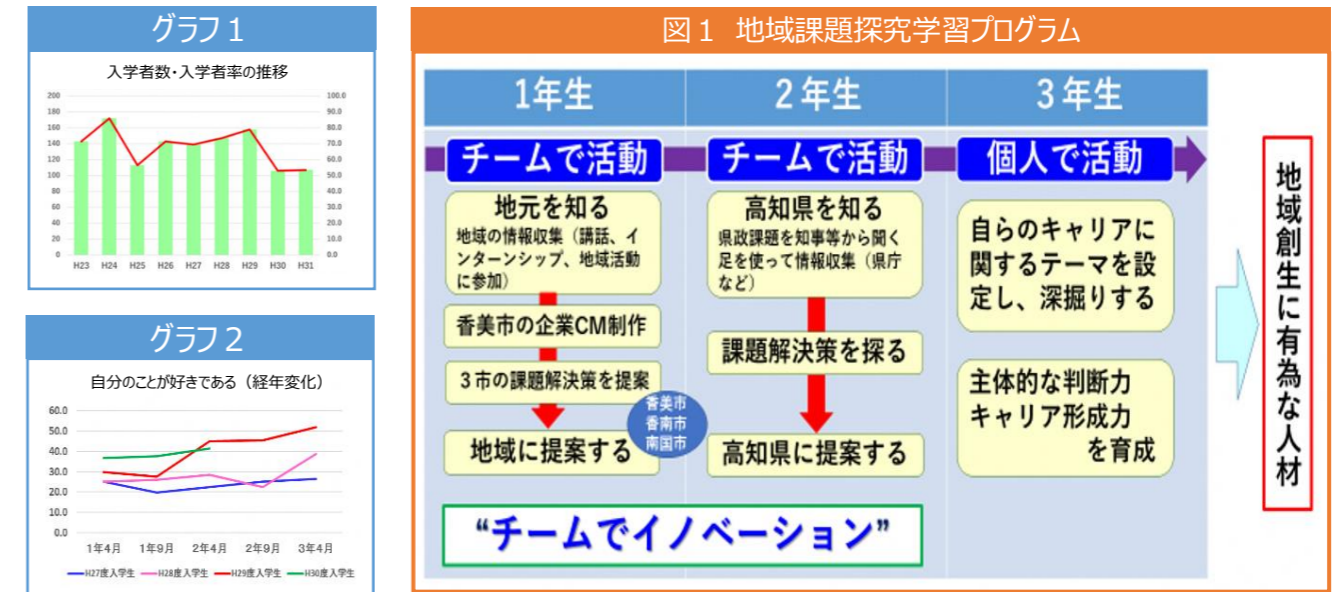 グラフ1
入学者数・入学者率の推移
200
180
160
140
120
100
80
60
40
20
0
100.0
90.0
80.0
70.0
60.0
50.0
40.0
30.0
20.0
10.0
0.0
H23 H24 H25 H26 H27 H28 H29 H30 H31
グラフ2
自分のことが好きである（経年変化）
60.0
50.0
40.0
30.0
20.0
10.0
0.0
1年4月 1年9月 2年4月 2年9月 3年4月
H27度入学生 H28度入学生 H29度入学生 H30度入学生
図1 地域課題探究学習プログラム
1年生
チームで活動
地元を知る
地域の情報収集（講話、イ
ンターンシップ、地域活動
に参加）
香美市の企業CM制作
3市の課題解決策を提案
香美市
香南市
南国市
地域に提案する
2年生
チームで活動
高知県を知る
県政課題を知事等から聞く
足を使って情報収集（県庁
など）
課題解決策を探る
高知県に提案する
“チームでイノベーション”
3年生
個人で活動
自らのキャリアに
関するテーマを設
定し、深掘りする
主体的な判断力
キャリア形成力
を育成
地域創生に有為な人材